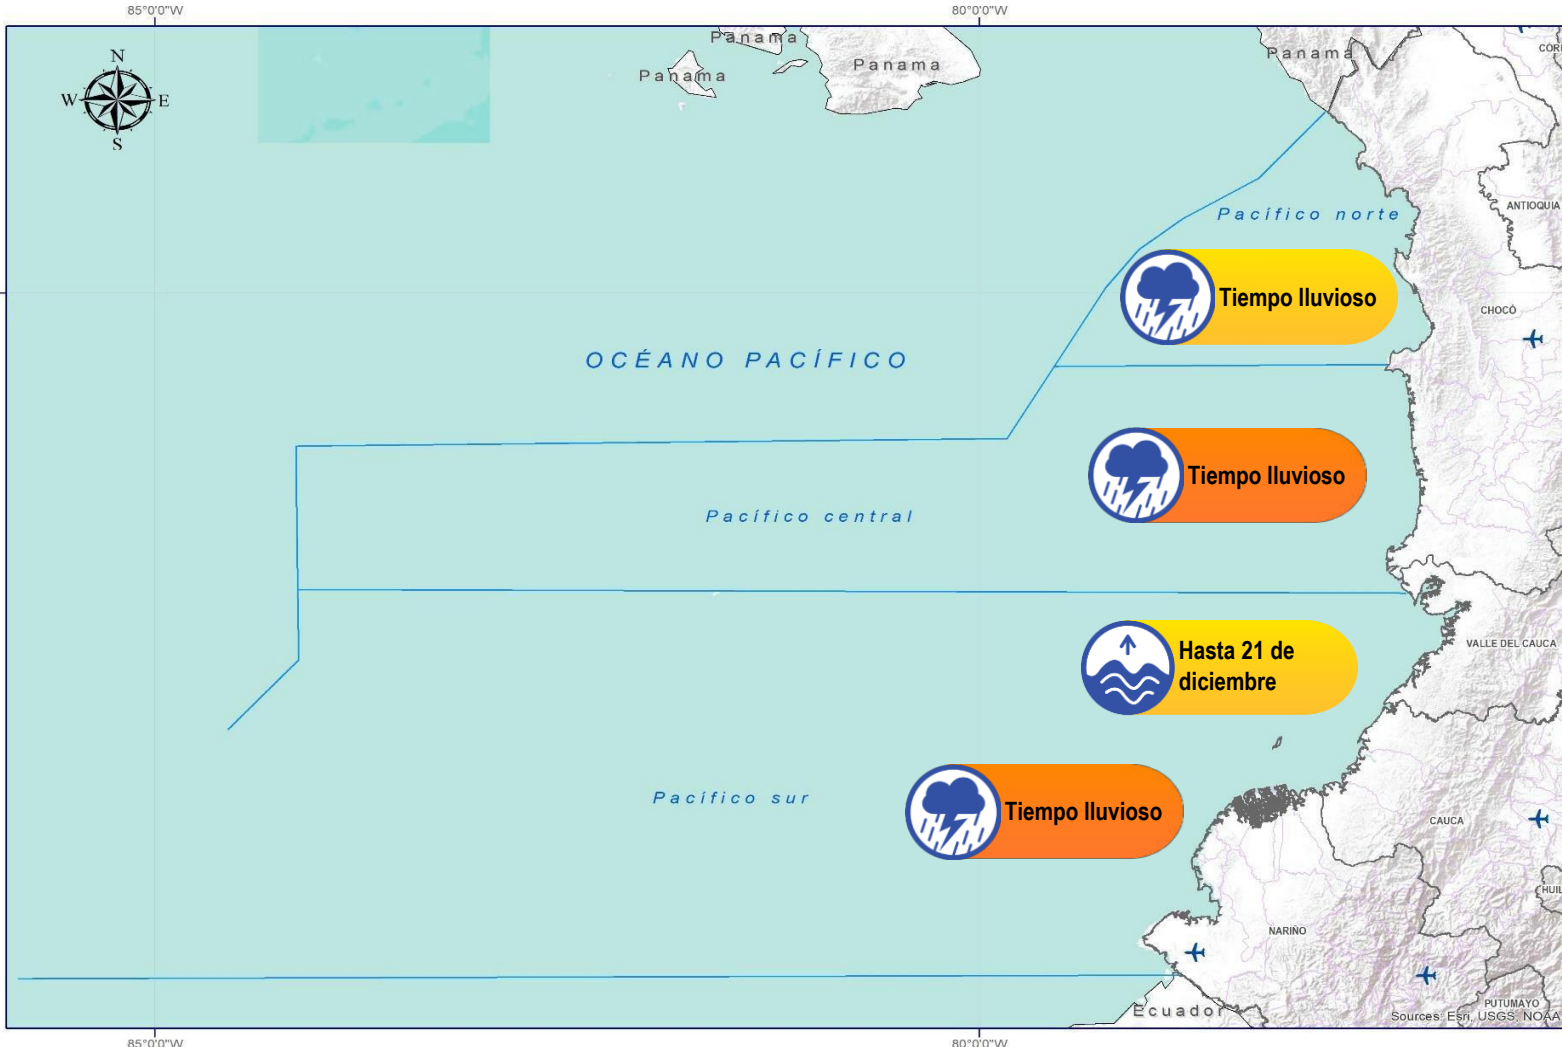 85°0'0"W
80°0'0"W
N
W
E
S
Panama
Panama
Panama
Panama
ANTIOQUIA
Pacífico norte
Tiempo lluvioso
CHOCÓ
OCÉANO PACÍFICO
Tiempo lluvioso
Pacífico central
Hasta 21 de
diciembre
VALLE DEL CAUCA
Pacífico sur
Tiempo lluvioso
CAUCA
NARIÑO
PUTUMAYO
Ecuador
Sources: Esri, USGS, NOAA
85°0'0"W
80°0'0"W